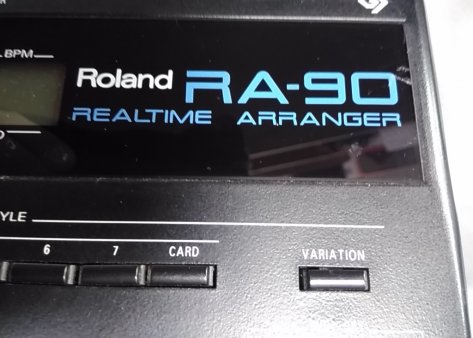 BPM
Roland RA-90
REALTIME ARRANGER
6 7 CARD
VARIATION